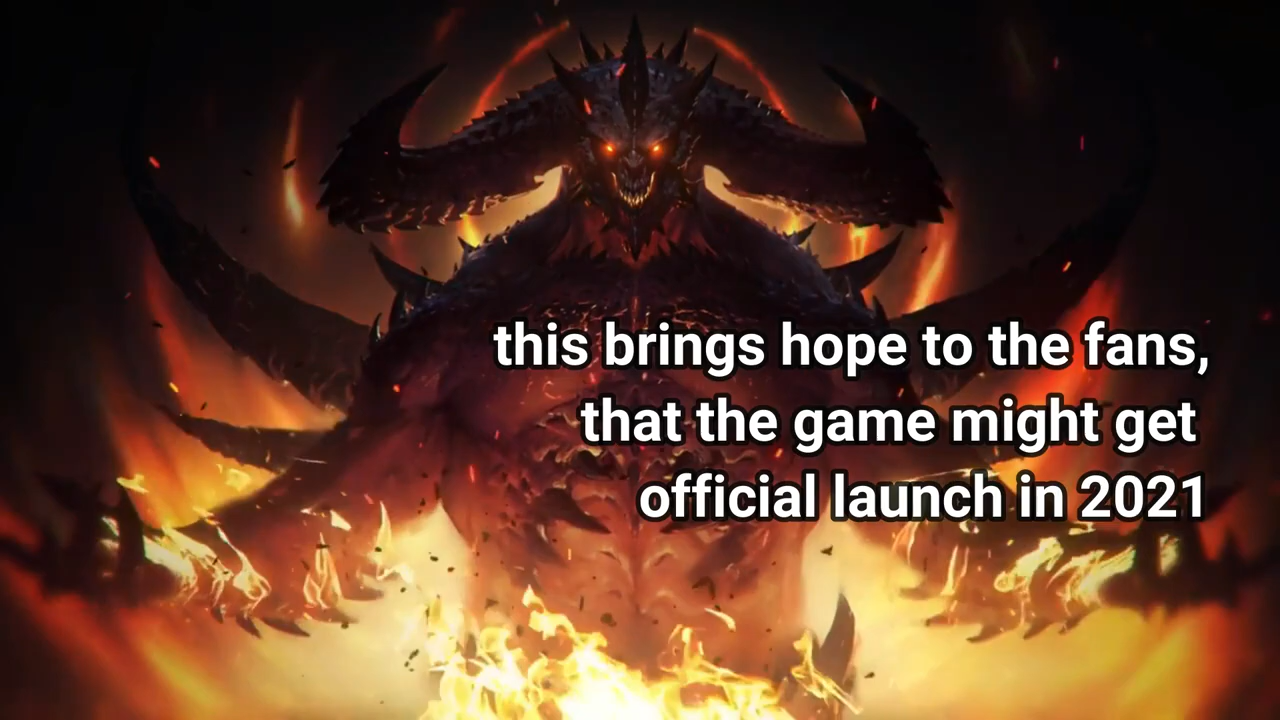 this brings hope to the fans,
that the game might get
official launch in 2021